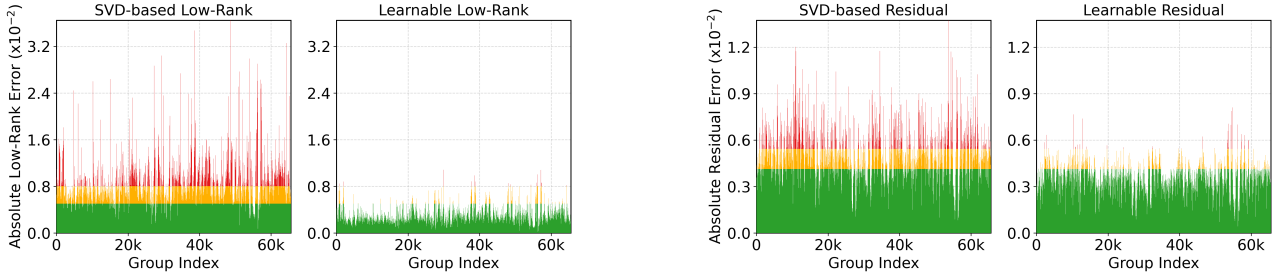 SVD-based Low-Rank
Absolute Low-Rank Error (x10⁻²)
3.2
2.4
1.6
0.8
0.0
0
20k
40k
60k
Group Index
Learnable Low-Rank
3.2
2.4
1.6
0.8
0.0
0
20k
40k
60k
Group Index
SVD-based Residual
Absolute Residual Error (x10⁻²)
1.2
0.9
0.6
0.3
0.0
0
20k
40k
60k
Group Index
Learnable Residual
1.2
0.9
0.6
0.3
0.0
0
20k
40k
60k
Group Index